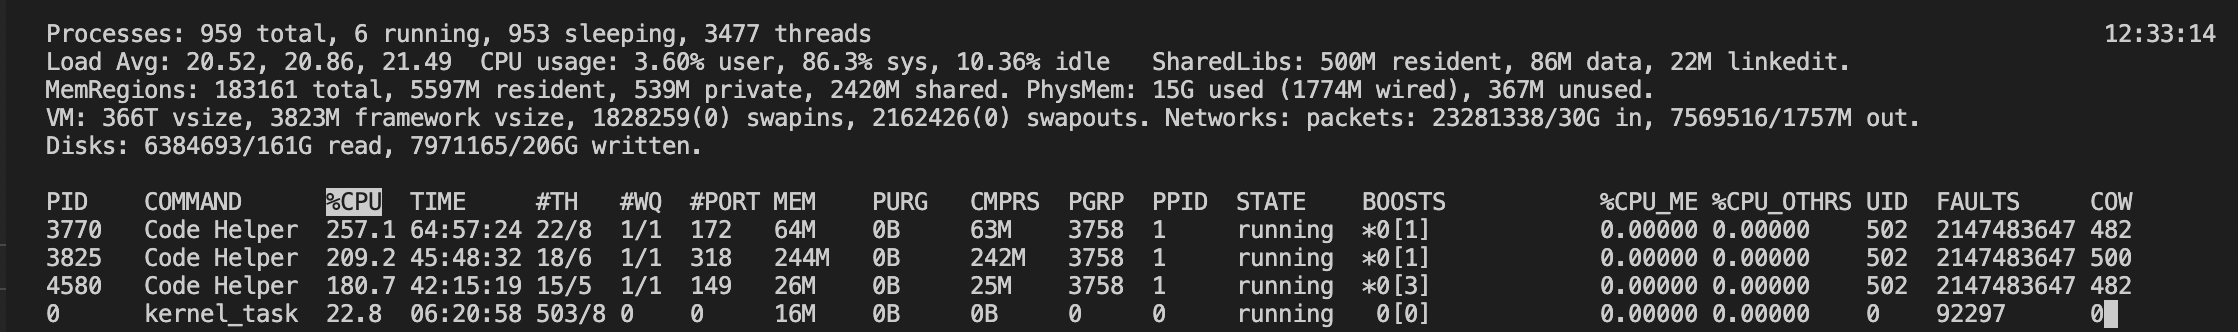 Processes: 959 total, 6 running, 953 sleeping, 3477 threads 12:33:14
Load Avg: 20.52, 20.86, 21.49 CPU usage: 3.60% user, 86.3% sys, 10.36% idle SharedLibs: 500M resident, 86M data, 22M linkedit.
MemRegions: 183161 total, 5597M resident, 539M private, 2420M shared. PhysMem: 15G used (1774M wired), 367M unused.
VM: 366T vsize, 3823M framework vsize, 1828259(0) swapins, 2162426(0) swapouts. Networks: packets: 23281338/30G in, 7569516/1757M out.
Disks: 6384693/161G read, 7971165/206G written.
PID COMMAND %CPU TIME #TH #WQ #PORT MEM PURG CMPRS PGRP PPID STATE BOOSTS %CPU_ME %CPU_OTHRS UID FAULTS COW
3770 Code Helper 257.1 64:57:24 22/8 1/1 172 64M 0B 63M 3758 1 running *0[1] 0.00000 0.00000 502 2147483647 482
3825 Code Helper 209.2 45:48:32 18/6 1/1 318 244M 0B 242M 3758 1 running *0[1] 0.00000 0.00000 502 2147483647 500
4580 Code Helper 180.7 42:15:19 15/5 1/1 149 26M 0B 25M 3758 1 running *0[3] 0.00000 0.00000 502 2147483647 482
0 kernel_task 22.8 06:20:58 503/8 0 0 16M 0B 0B 0 0 running 0[0] 0.00000 0.00000 0 92297 0